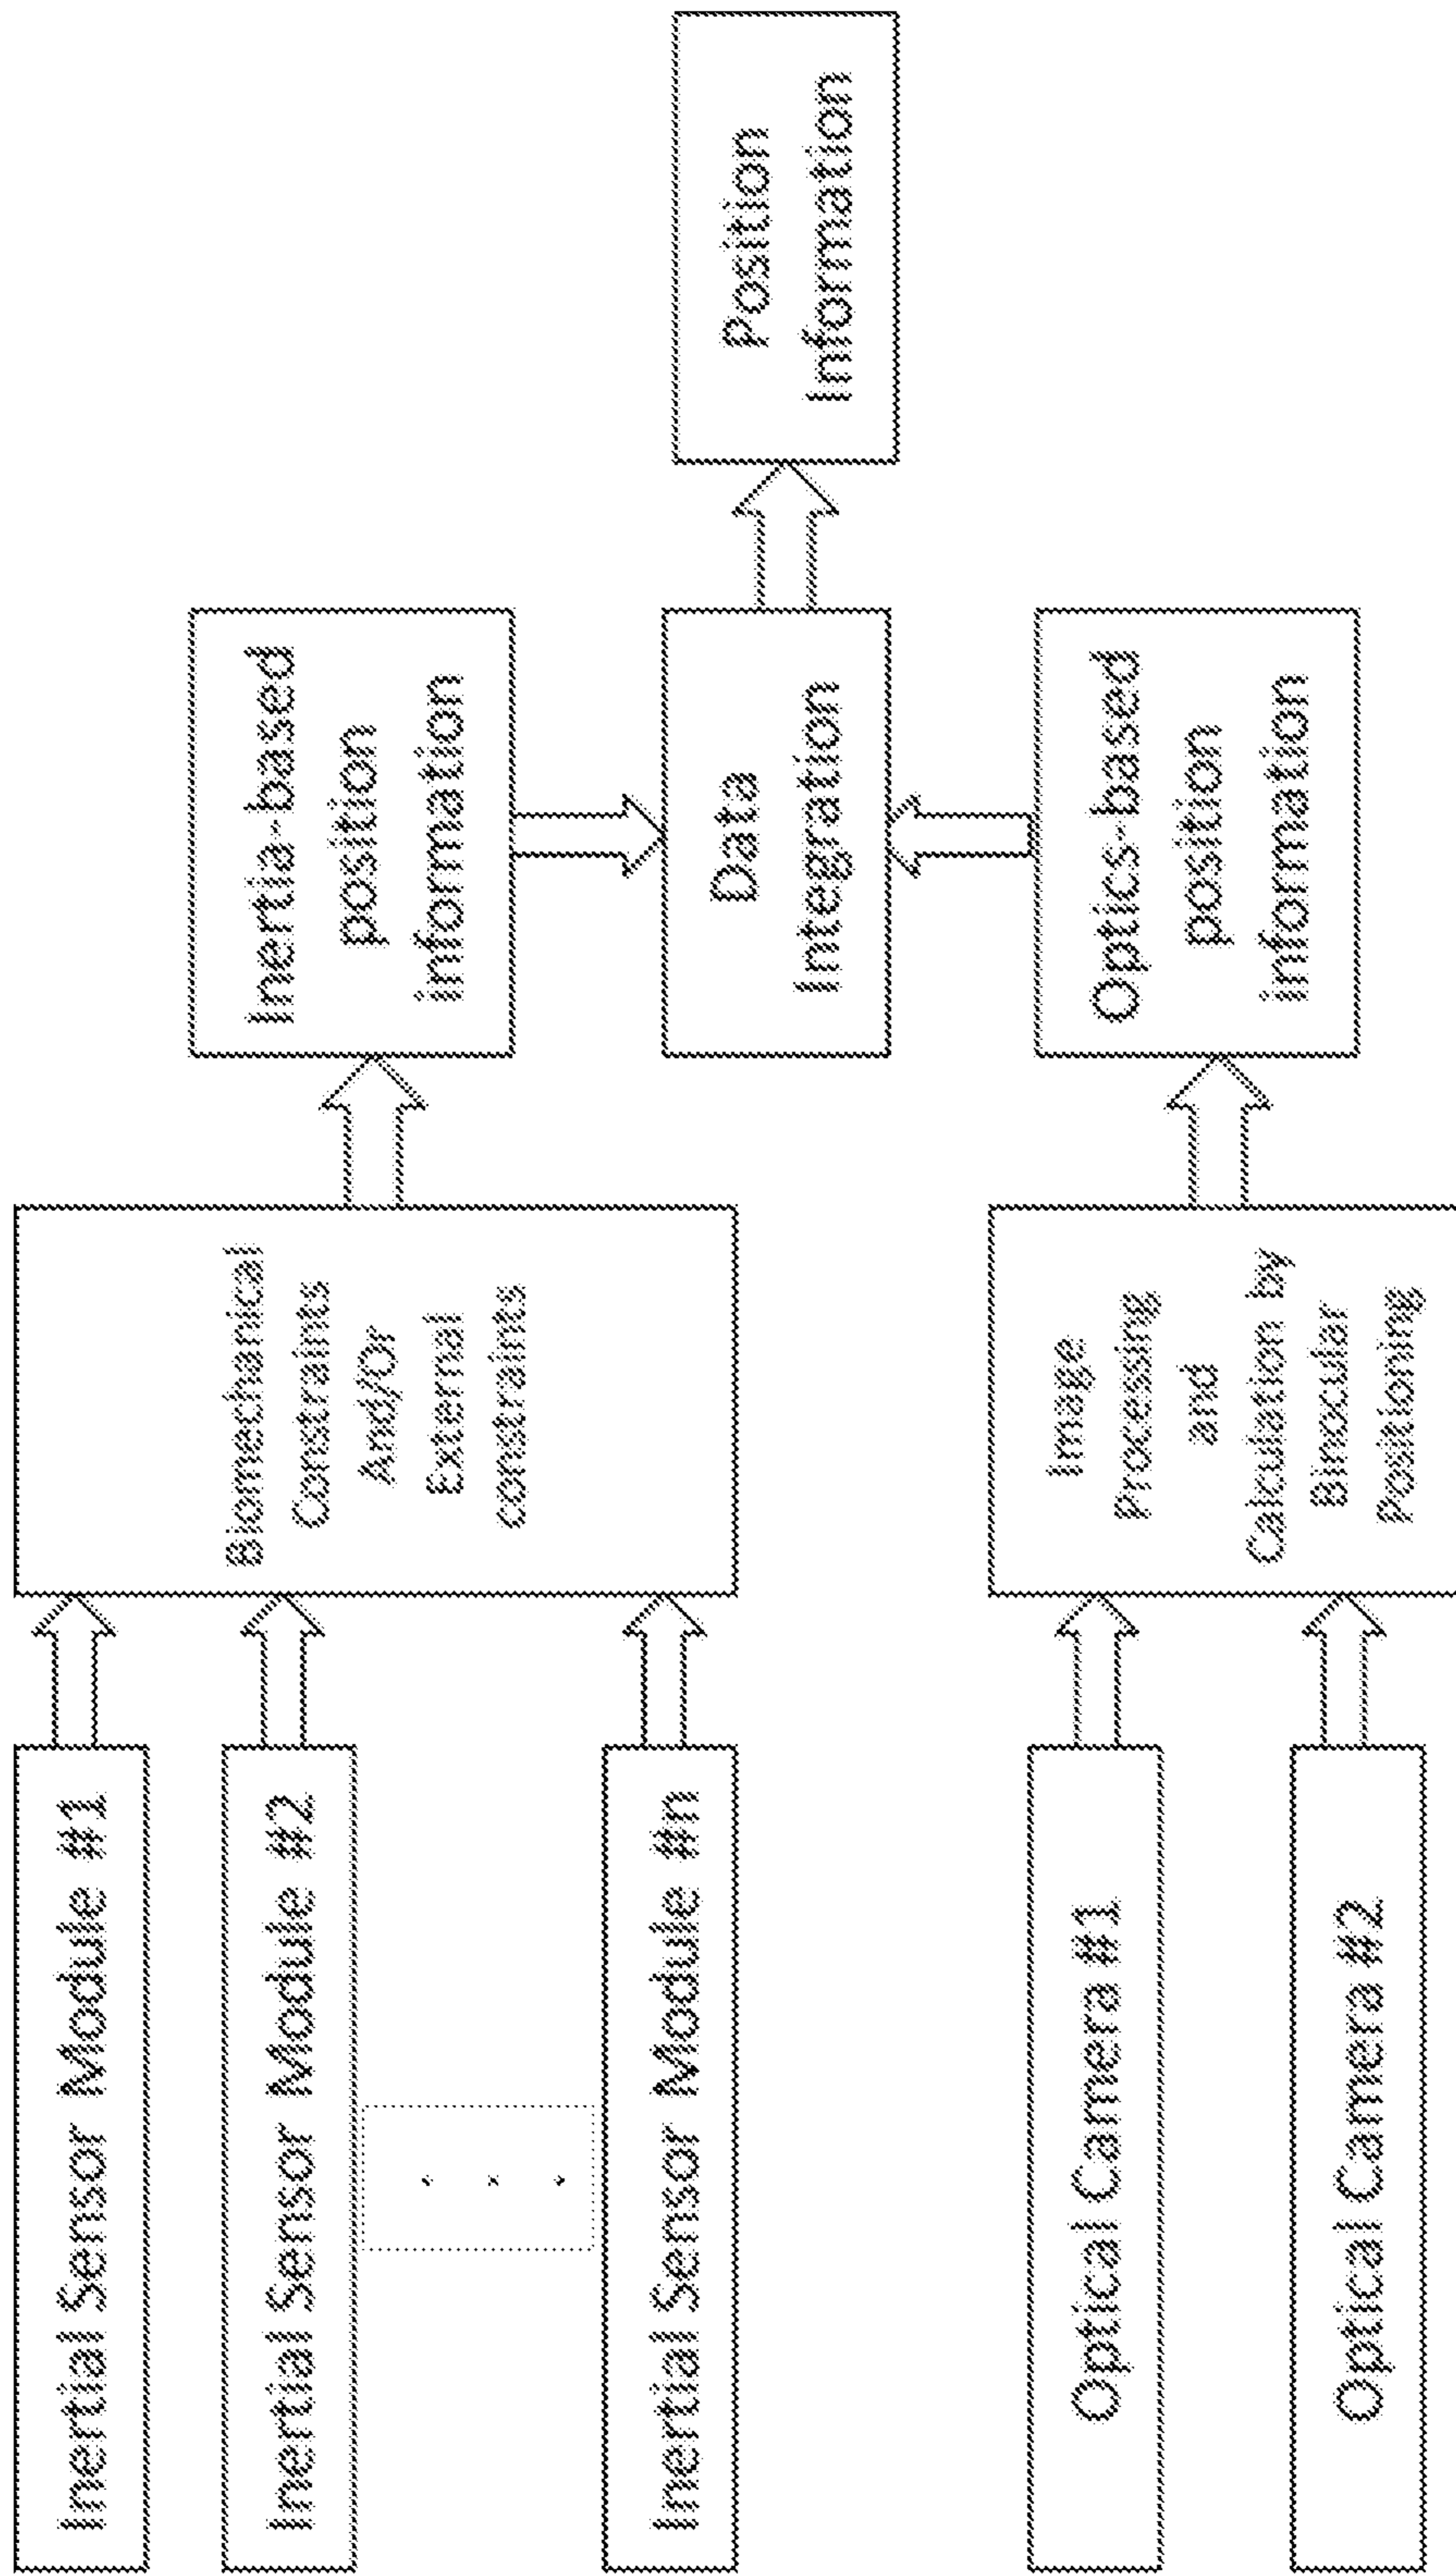 Inertial Sensor Module #1
Inertial Sensor Module #2
. . .
Inertial Sensor Module #n
Biomechanical
Constraints
And/Or
External
constraints
Inertia-based
position
information
Data
Integration
Position
Information
Optical Camera #1
Optical Camera #2
Image
Processing
and
Calculation by
Binocular
Positioning
Optics-based
position
information